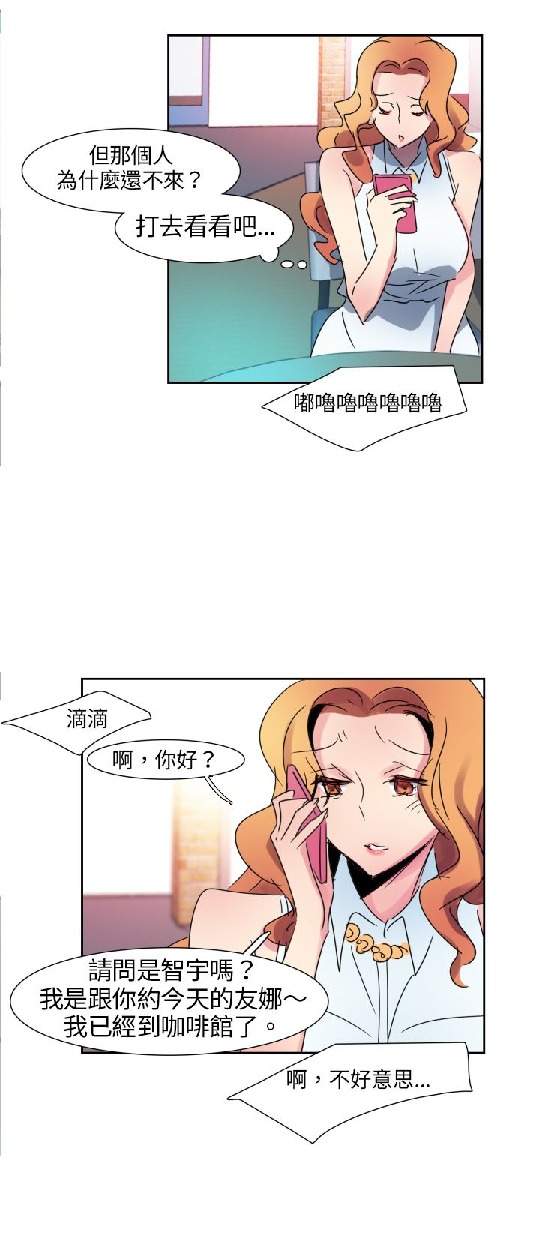 但那個人
為什麼還不來？
打去看看吧...
嘟嚕嚕嚕嚕嚕嚕
滴滴
啊，你好？
請問是智宇嗎？
我是跟你約今天的友娜～
我已經到咖啡館了。
啊，不好意思...